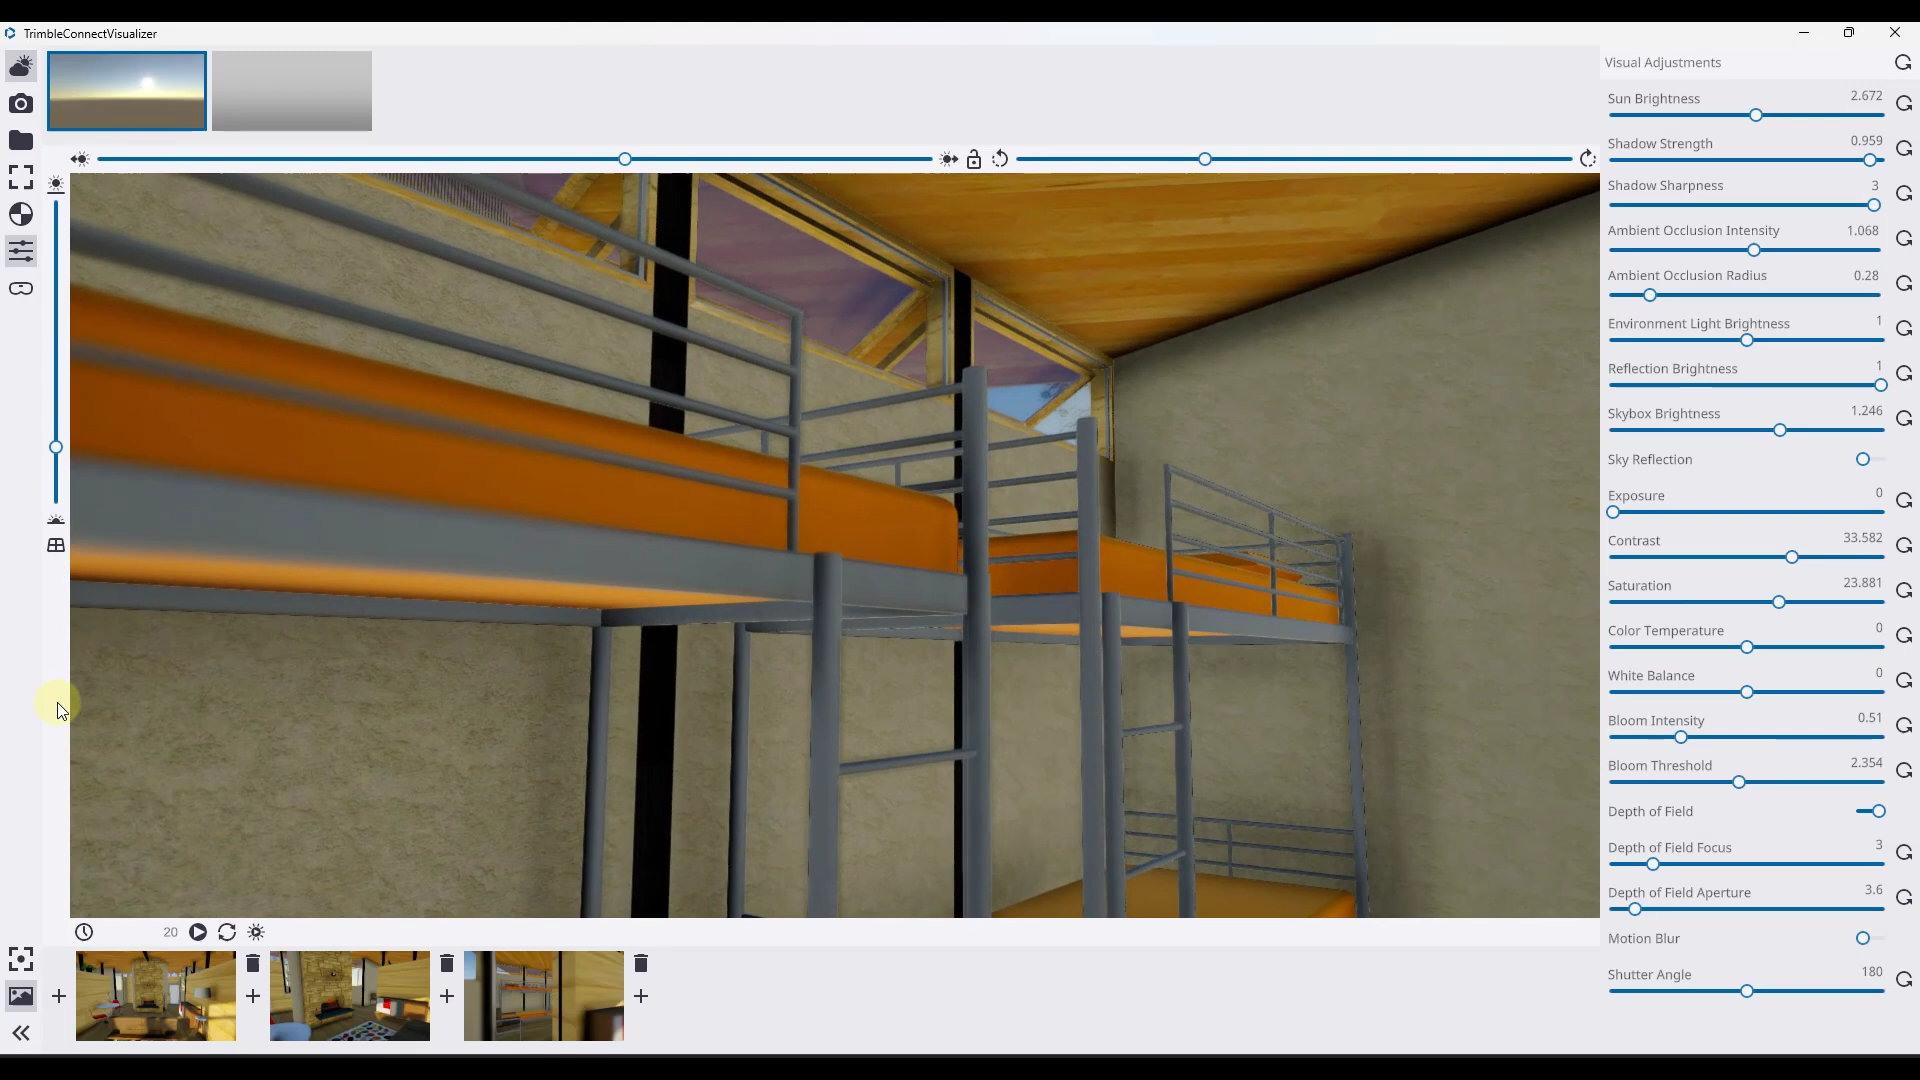 TrimbleConnectVisualizer
Visual Adjustments
Sun Brightness 2.672
Shadow Strength 0.959
Shadow Sharpness 3
Ambient Occlusion Intensity 1.068
Ambient Occlusion Radius 0.28
Environment Light Brightness 1
Reflection Brightness 1
Skybox Brightness 1.246
Sky Reflection
Exposure 0
Contrast 33.582
Saturation 23.881
Color Temperature 0
White Balance 0
Bloom Intensity 0.51
Bloom Threshold 2.354
Depth of Field
Depth of Field Focus 3
Depth of Field Aperture 3.6
Motion Blur
Shutter Angle 180
20